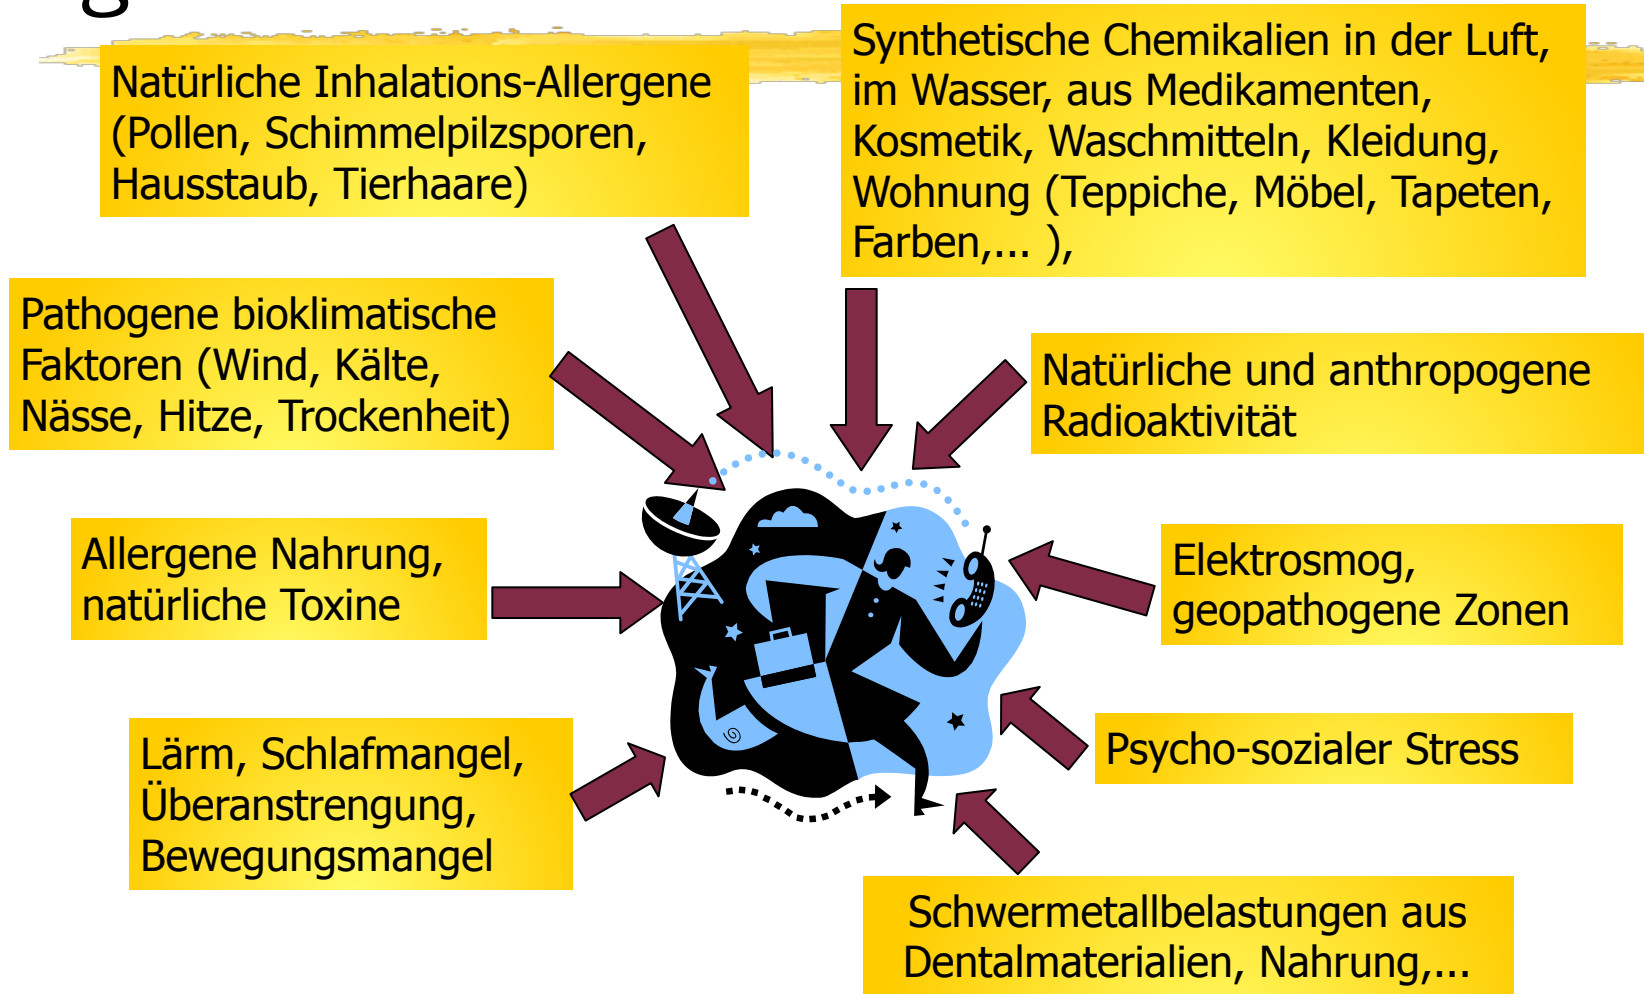 Natürliche Inhalations-Allergene
(Pollen, Schimmelpilzsporen,
Hausstaub, Tierhaare)
Synthetische Chemikalien in der Luft,
im Wasser, aus Medikamenten,
Kosmetik, Waschmitteln, Kleidung,
Wohnung (Teppiche, Möbel, Tapeten,
Farben,... ),
Pathogene bioklimatische
Faktoren (Wind, Kälte,
Nässe, Hitze, Trockenheit)
Natürliche und anthropogene
Radioaktivität
Allergene Nahrung,
natürliche Toxine
Elektrosmog,
geopathogene Zonen
Lärm, Schlafmangel,
Überanstrengung,
Bewegungsmangel
Psycho-sozialer Stress
Schwermetallbelastungen aus
Dentalmaterialien, Nahrung,...